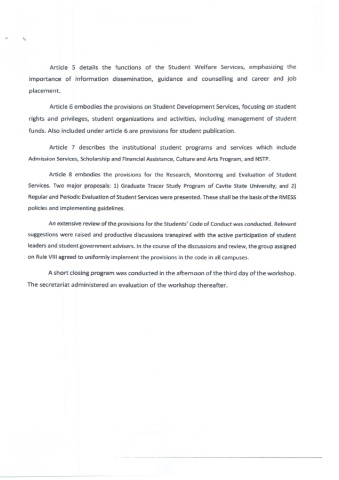 Article 5 details the functions of the Student Welfare Services, emphasizing the
importance of information dissemination, guidance and counselling and career and job
placement.
Article 6 embodies the provisions on Student Development Services, focusing on student
rights and privileges, student organizations and activities, including management of student
funds. Also included under article 6 are provisions for student publication.
Article 7 describes the institutional student programs and services which include
Admission Services, Scholarship and Financial Assistance, Culture and Arts Program, and NSTP.
Article 8 embodies the provisions for the Research, Monitoring and Evaluation of Student
Services. Two major proposals: 1) Graduate Tracer Study Program of Cavite State University; and 2)
Regular and Periodic Evaluation of Student Services were presented. These shall be the basis of the RMESS
policies and implementing guidelines.
An extensive review of the provisions for the Students' Code of Conduct was conducted. Relevant
suggestions were raised and productive discussions transpired with the active participation of student
leaders and student government advisers. In the course of the discussions and review, the group assigned
on Rule VIII agreed to uniformly implement the provisions in the code in all campuses.
A short closing program was conducted in the afternoon of the third day of the workshop.
The secretariat administered an evaluation of the workshop thereafter.